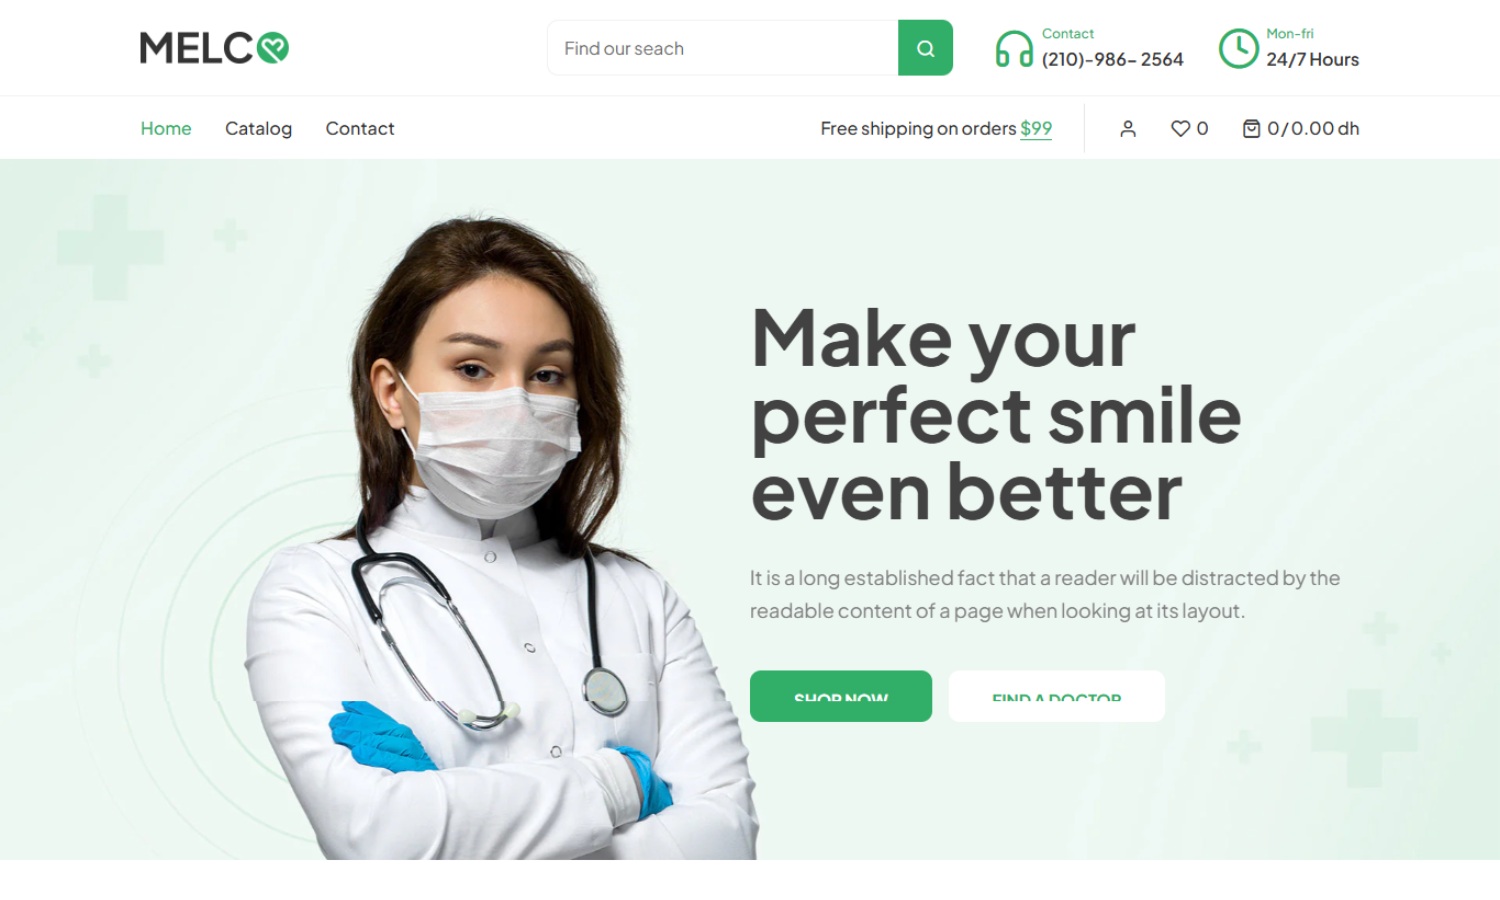 MELC
Find our seach
Contact
(210)-986- 2564
Mon-fri
24/7 Hours
Home
Catalog
Contact
Free shipping on orders $99
0
0 / 0.00 dh
Make your
perfect smile
even better
It is a long established fact that a reader will be distracted by the
readable content of a page when looking at its layout.
SHOP NOW
FIND A DOCTOR